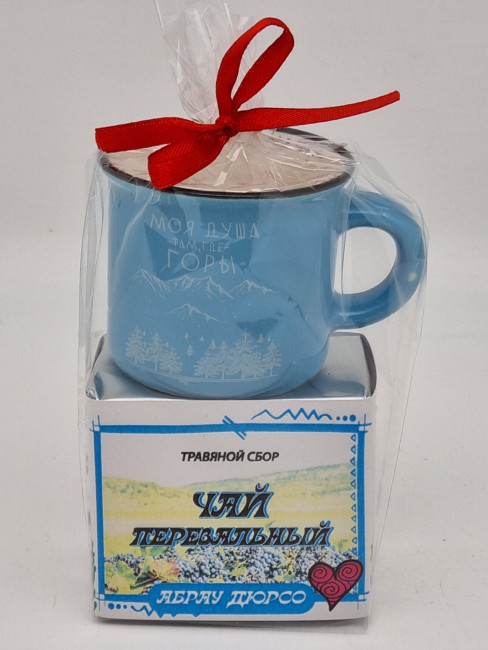 МОЯ ДУША
ТАМ, ГДЕ-
ГОРЫ
ТРАВЯНОЙ СБОР
ЧАЙ
ПЕРЕВАЛЬНЫЙ
АБРАУ ДЮРСО